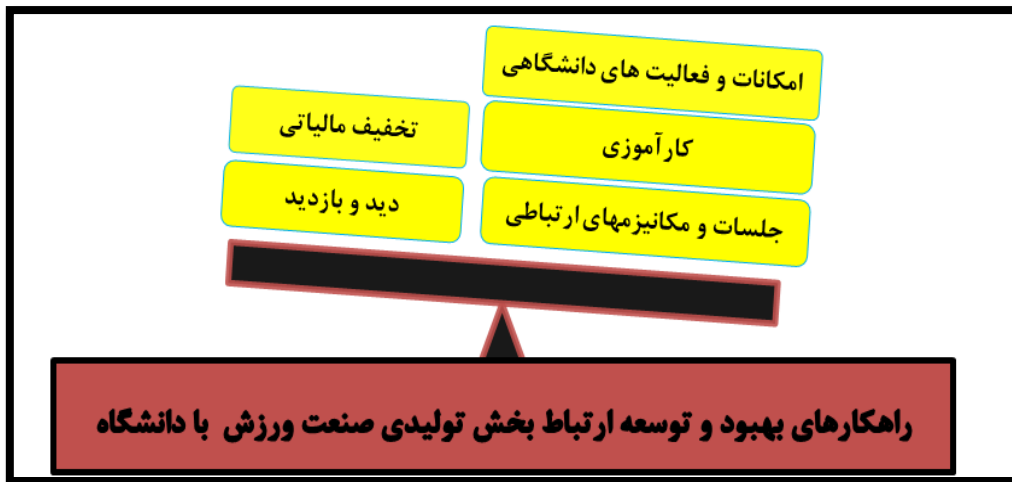 امکانات و فعالیت های دانشگاهی
کارآموزی
جلسات و مکانیزمهای ارتباطی
تخفیف مالیاتی
دید و بازدید
راهکارهای بهبود و توسعه ارتباط بخش تولیدی صنعت ورزش با دانشگاه